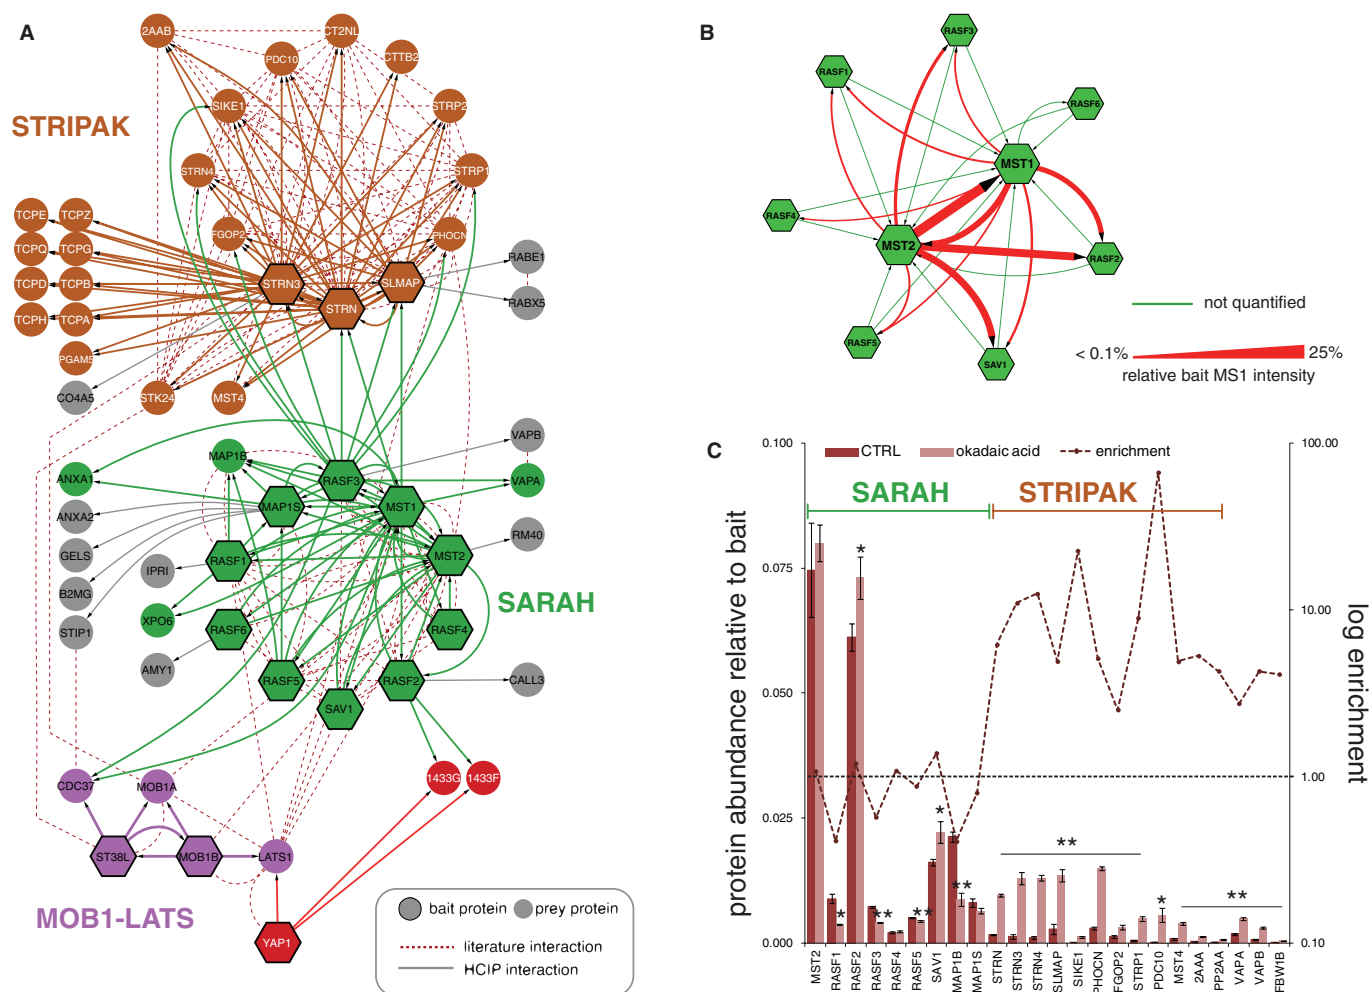 A
2AAB
CT2NL
PDC10
CTTB2
SIKE1
STRP2
STRIPAK
STRN4
STRP1
TCPE
TCPZ
FGOP2
PHOCN
TCPQ
TCPG
RABE1
TCPD
TCPB
STRN3
SLMAP
RABX5
TCPH
TCPA
STRN
PGAM5
CO4A5
STK24
MST4
VAPB
MAP1B
ANXA1
RASF3
VAPA
ANXA2
MAP1S
MST1
RM40
GELS
RASF1
MST2
IPRI
B2MG
SARAH
XPO6
STIP1
RASF6
RASF4
AMY1
RASF5
RASF2
CALL3
SAV1
CDC37
MOB1A
1433G
1433F
ST38L
MOB1B
LATS1
MOB1-LATS
YAP1
bait protein
prey protein
literature interaction
HCIP interaction
B
RASF3
RASF1
RASF6
MST1
RASF4
MST2
RASF2
RASF5
SAV1
not quantified
< 0.1%
25%
relative bait MS1 intensity
C
CTRL
okadaic acid
enrichment
SARAH
STRIPAK
protein abundance relative to bait
0.100
0.075
0.050
0.025
0.000
log enrichment
100.00
10.00
1.00
0.10
*
*
**
**
*
**
**
*
**
MST2
RASF1
RASF2
RASF3
RASF4
RASF5
SAV1
MAP1B
MAP1S
STRN
STRN3
STRN4
SLMAP
SIKE1
PHOCN
FGOP2
STRP1
PDC10
MST4
2AAA
PP2AA
VAPA
VAPB
FBW1B